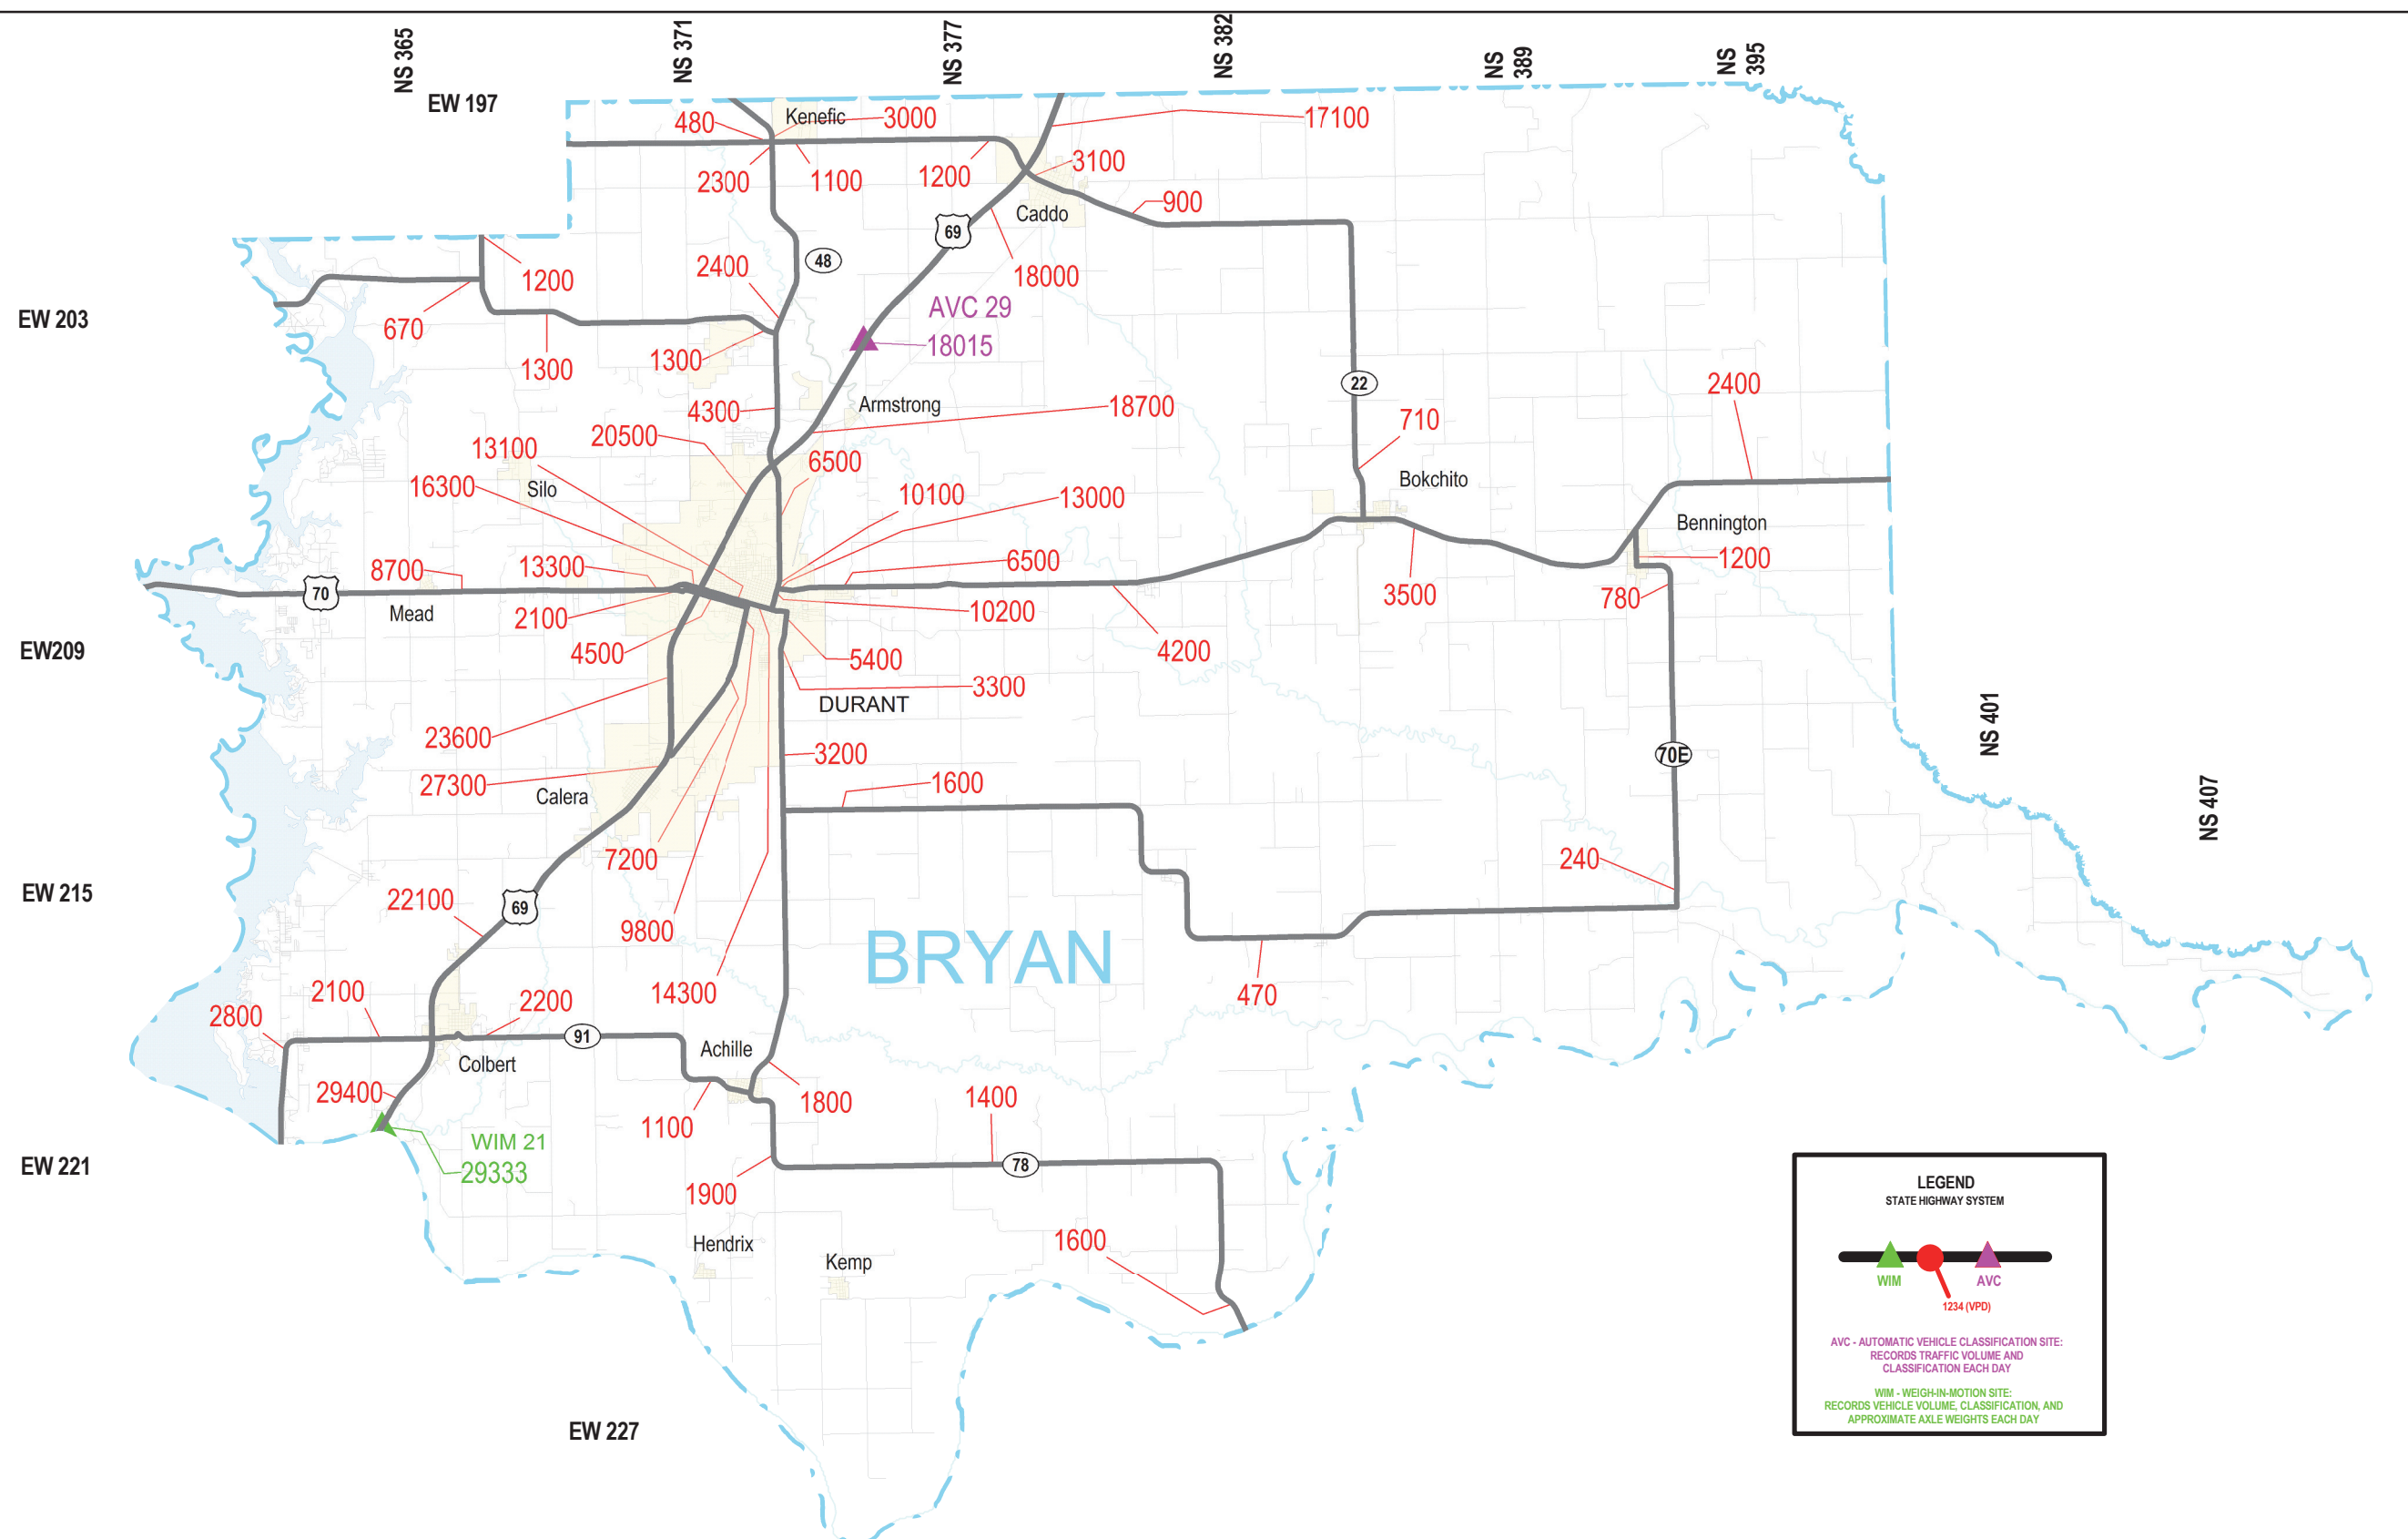 NS 365
NS 371
NS 377
NS 382
NS
389
NS
395
EW 197
Kenefic
480
3000
17100
2300
1100
1200
3100
900
Caddo
69
48
2400
1200
18000
670
AVC 29
18015
EW 203
1300
1300
22
2400
4300
Armstrong
18700
710
20500
13100
6500
16300
Silo
10100
13000
Bokchito
Bennington
8700
13300
6500
1200
70
Mead
2100
10200
3500
780
4500
5400
4200
EW209
3300
DURANT
NS 401
23600
3200
70E
27300
Calera
1600
NS 407
7200
240
EW 215
22100
69
9800
BRYAN
2100
2200
14300
470
2800
91
Colbert
Achille
29400
1100
1800
1400
WIM 21
29333
EW 221
1900
78
Hendrix
Kemp
1600
EW 227
LEGEND
STATE HIGHWAY SYSTEM
WIM
AVC
1234 (VPD)
AVC - AUTOMATIC VEHICLE CLASSIFICATION SITE:
RECORDS TRAFFIC VOLUME AND
CLASSIFICATION EACH DAY
WIM - WEIGH-IN-MOTION SITE:
RECORDS VEHICLE VOLUME, CLASSIFICATION, AND
APPROXIMATE AXLE WEIGHTS EACH DAY